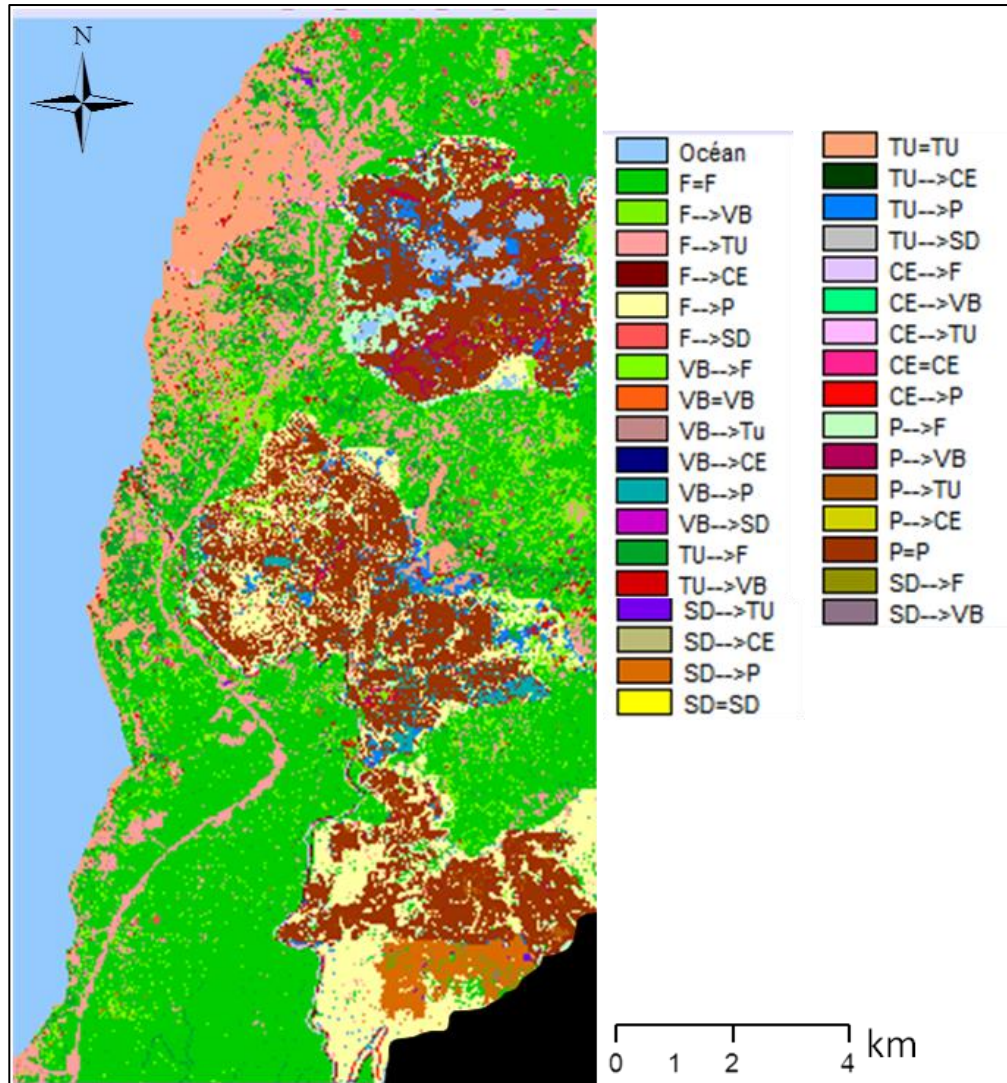 N
Océan
F=F
F-->VB
F-->TU
F-->CE
F-->P
F-->SD
VB-->F
VB=VB
VB-->Tu
VB-->CE
VB-->P
VB-->SD
TU-->F
TU-->VB
SD-->TU
SD-->CE
SD-->P
SD=SD
TU=TU
TU-->CE
TU-->P
TU-->SD
CE-->F
CE-->VB
CE-->TU
CE=CE
CE-->P
P-->F
P-->VB
P-->TU
P-->CE
P=P
SD-->F
SD-->VB
0 1 2 4 km